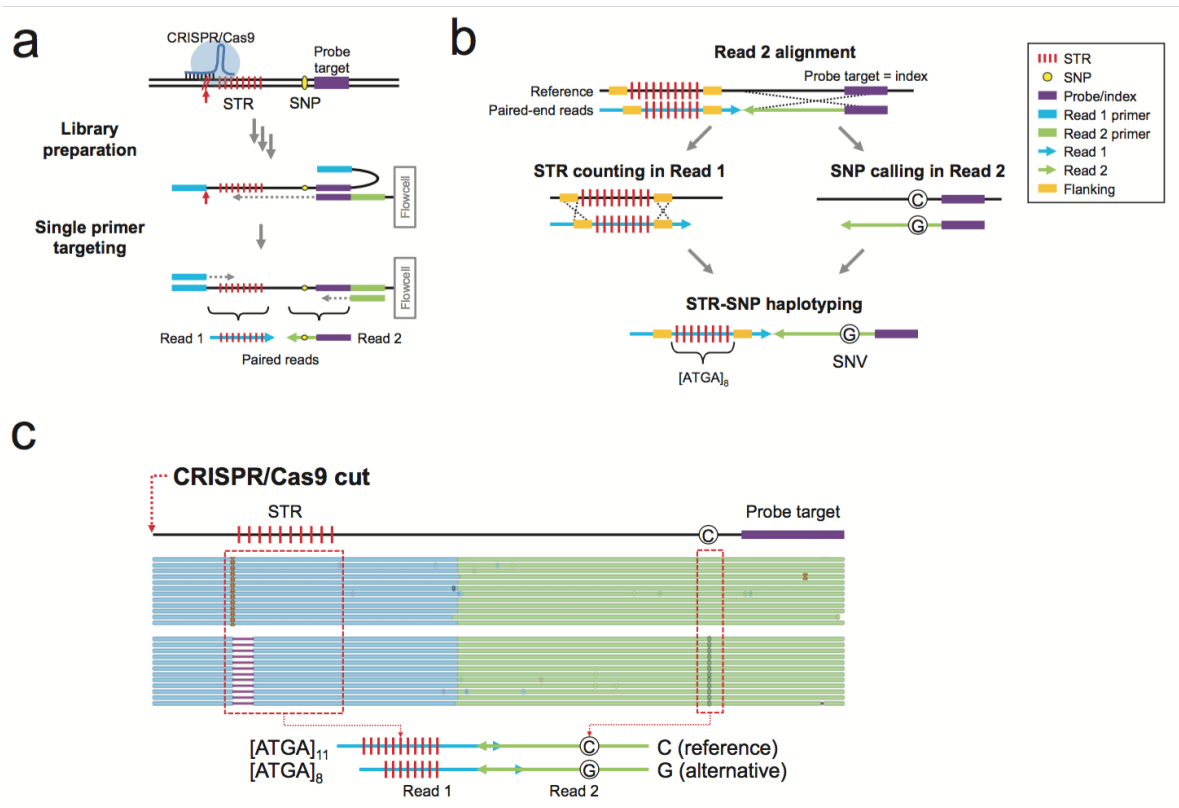 a
CRISPR/Cas9
Probe
target
STR
SNP
Library
preparation
Flowcell
Single primer
targeting
Flowcell
Read 1
Read 2
Paired reads
b
Read 2 alignment
Probe target = index
Reference
Paired-end reads
STR counting in Read 1
SNP calling in Read 2
C
G
STR-SNP haplotyping
G
[ATGA]8
SNV
STR
SNP
Probe/index
Read 1 primer
Read 2 primer
Read 1
Read 2
Flanking
c
CRISPR/Cas9 cut
STR
Probe target
C
[ATGA]11
C
C (reference)
[ATGA]8
G
G (alternative)
Read 1
Read 2